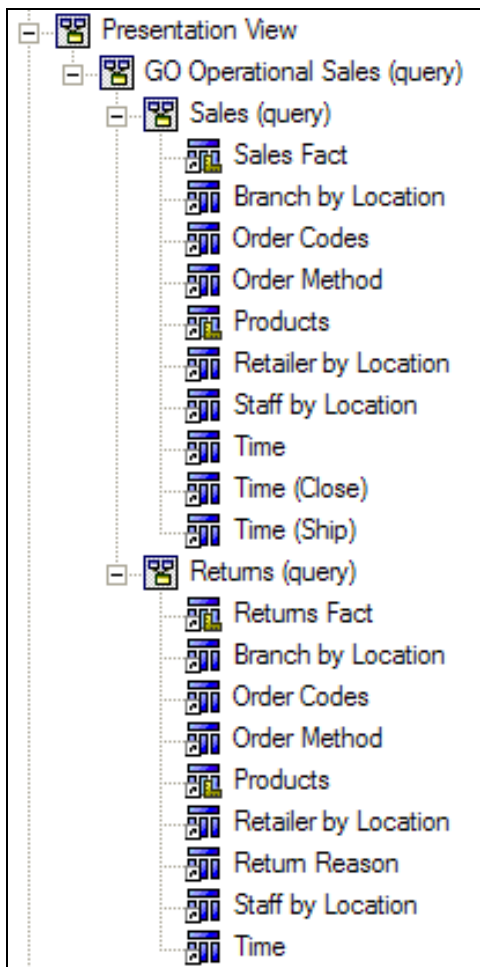 Presentation View
GO Operational Sales (query)
Sales (query)
Sales Fact
Branch by Location
Order Codes
Order Method
Products
Retailer by Location
Staff by Location
Time
Time (Close)
Time (Ship)
Returns (query)
Returns Fact
Branch by Location
Order Codes
Order Method
Products
Retailer by Location
Return Reason
Staff by Location
Time